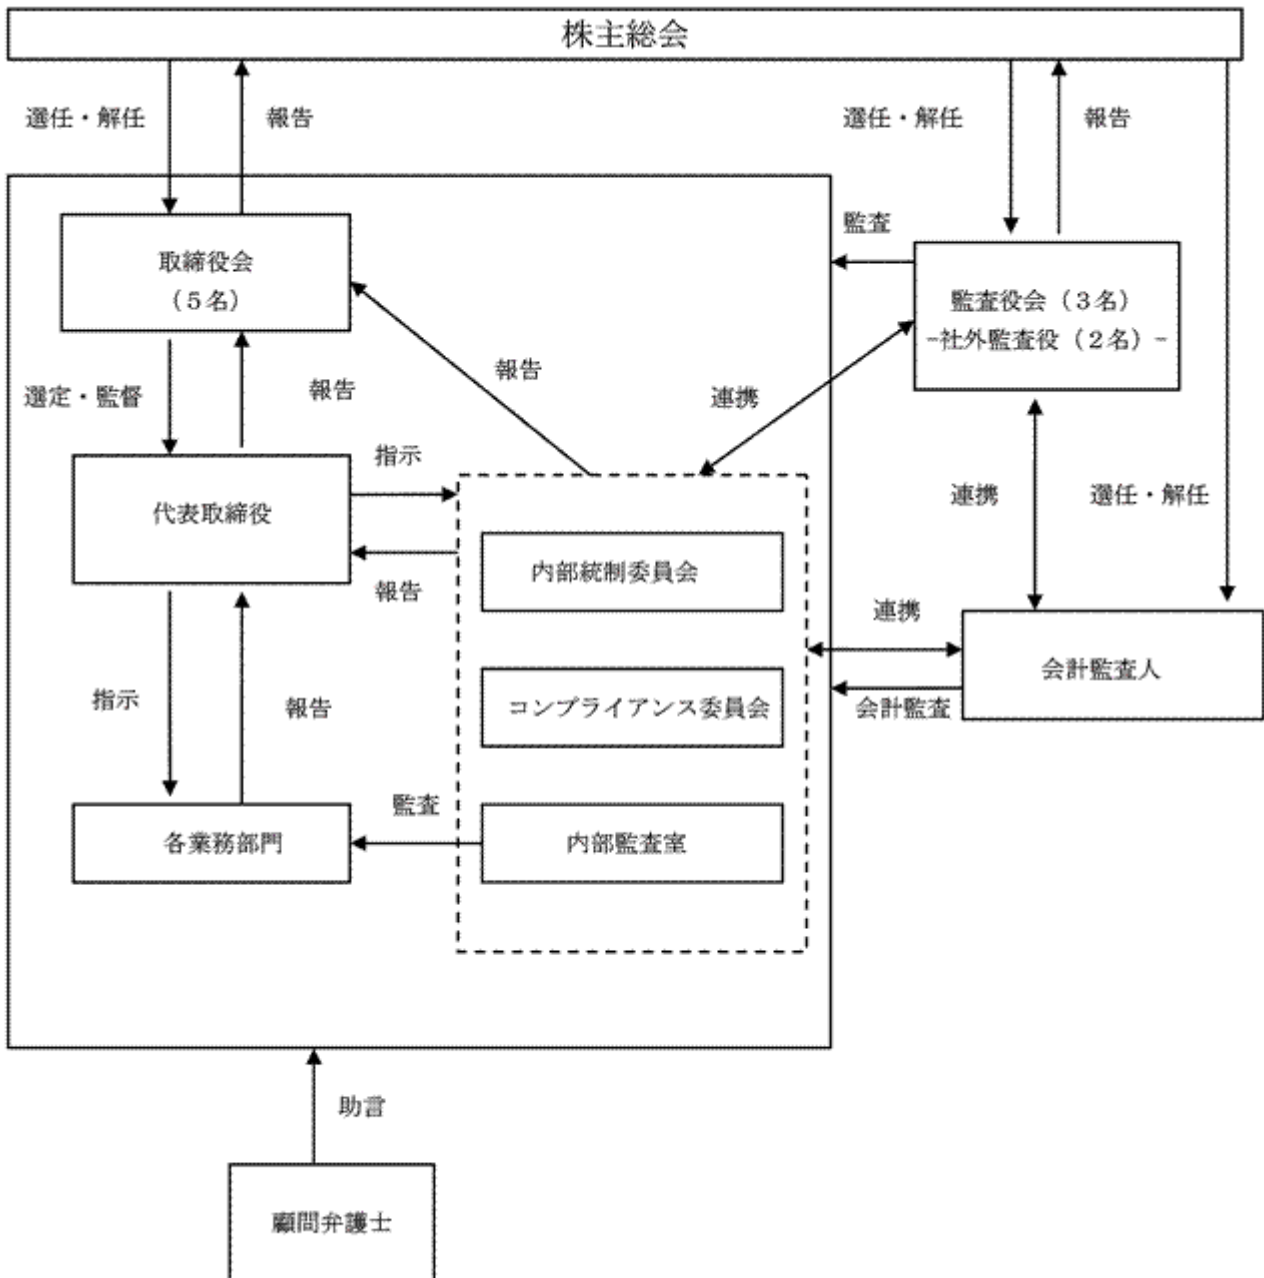 株主総会
選任・解任
報告
選任・解任
報告
監査
取締役会
（５名）
監査役会（３名）
-社外監査役（２名）-
選定・監督
報告
報告
連携
指示
代表取締役
報告
連携
選任・解任
内部統制委員会
連携
会計監査人
会計監査
指示
報告
コンプライアンス委員会
監査
各業務部門
内部監査室
助言
顧問弁護士